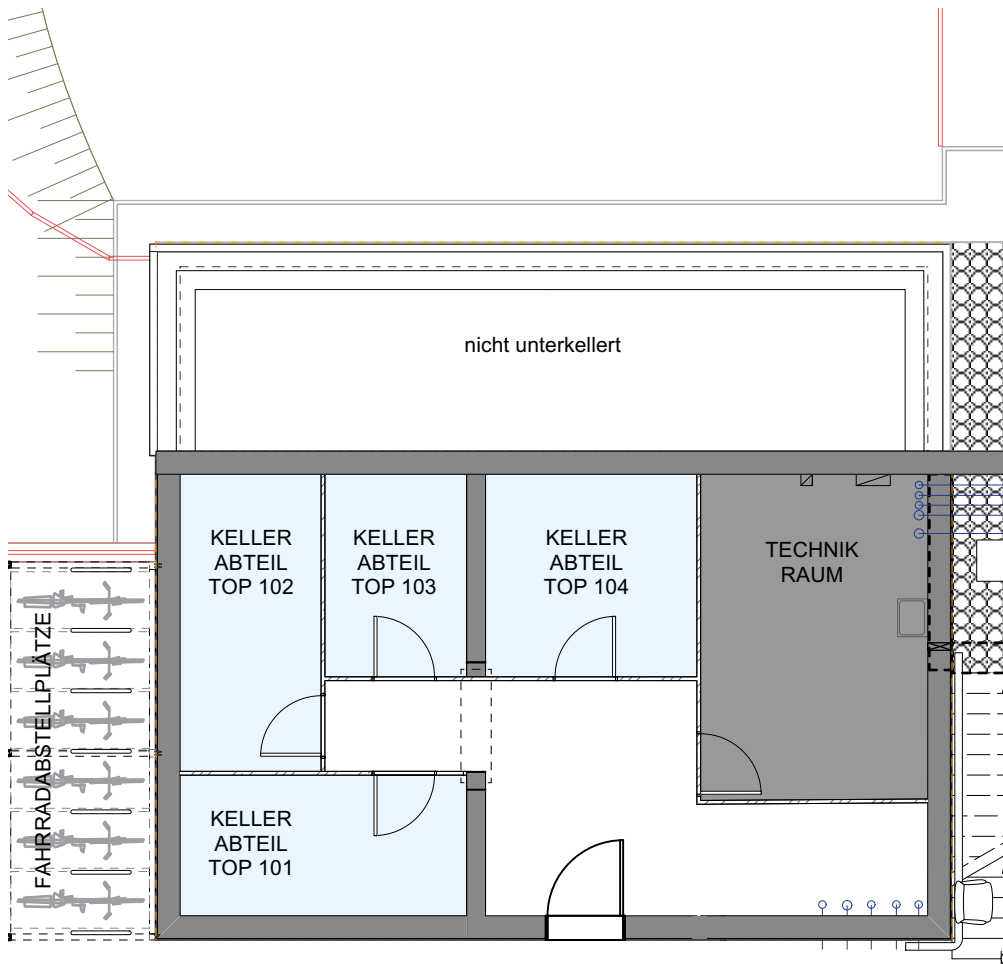 nicht unterkellert
KELLER
ABTEIL
TOP 102
KELLER
ABTEIL
TOP 103
KELLER
ABTEIL
TOP 104
TECHNIK
RAUM
FAHRRADABSTELLPLÄTZE
KELLER
ABTEIL
TOP 101